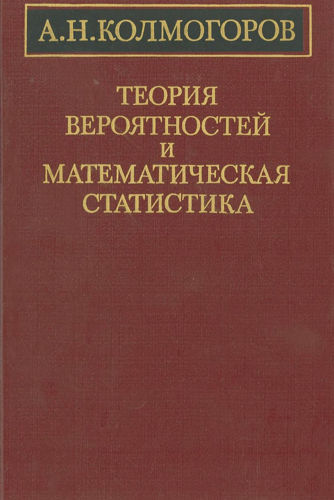 А.Н.КОЛМОГОРОВ
ТЕОРИЯ
ВЕРОЯТНОСТЕЙ
И
МАТЕМАТИЧЕСКАЯ
СТАТИСТИКА